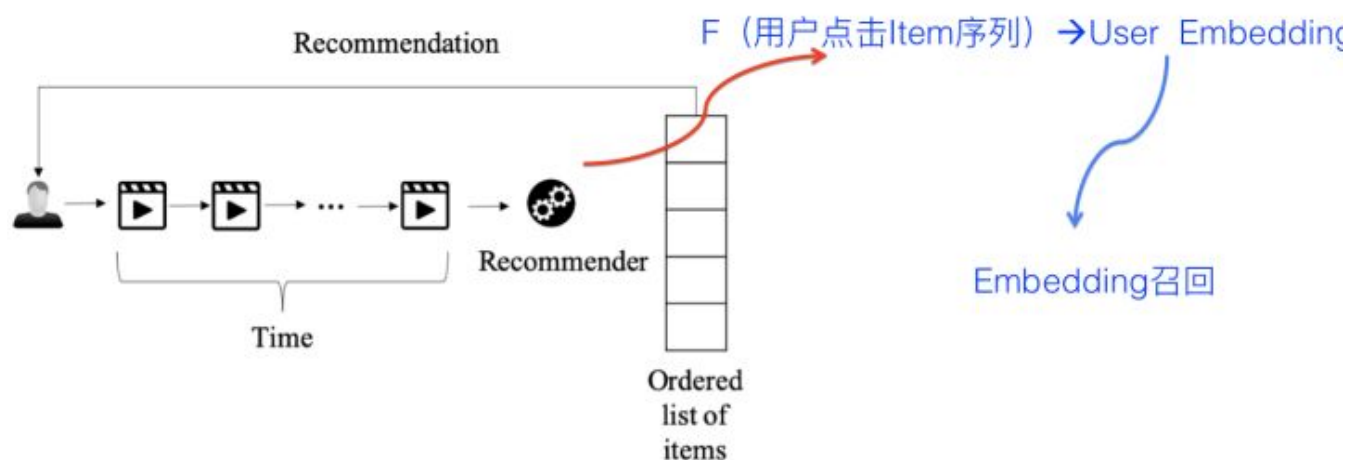 Recommendation
F（用户点击Item序列）→User Embedding
...
Recommender
Embedding召回
Time
Ordered
list of
items